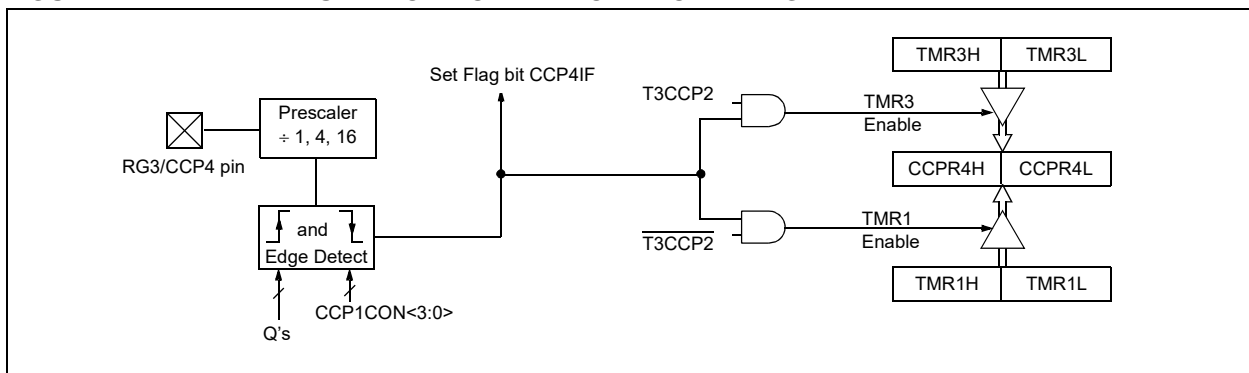 TMR3H TMR3L
Set Flag bit CCP4IF
T3CCP2
TMR3
Enable
Prescaler
÷ 1, 4, 16
RG3/CCP4 pin
CCPR4H CCPR4L
and
Edge Detect
TMR1
Enable
T3CCP2
TMR1H TMR1L
CCP1CON<3:0>
Q's